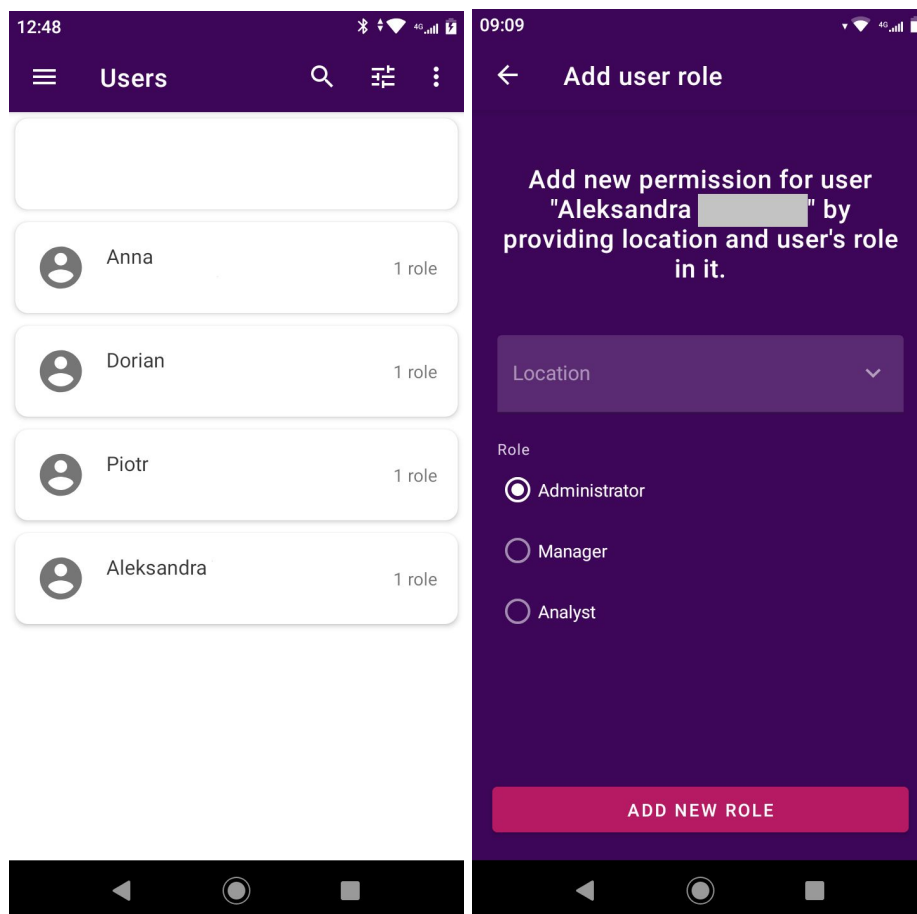 12:48
4G
Users
Anna
1 role
Dorian
1 role
Piotr
1 role
Aleksandra
1 role
09:09
4G
Add user role
Add new permission for user
"Aleksandra " by
providing location and user's role
in it.
Location
Role
Administrator
Manager
Analyst
ADD NEW ROLE